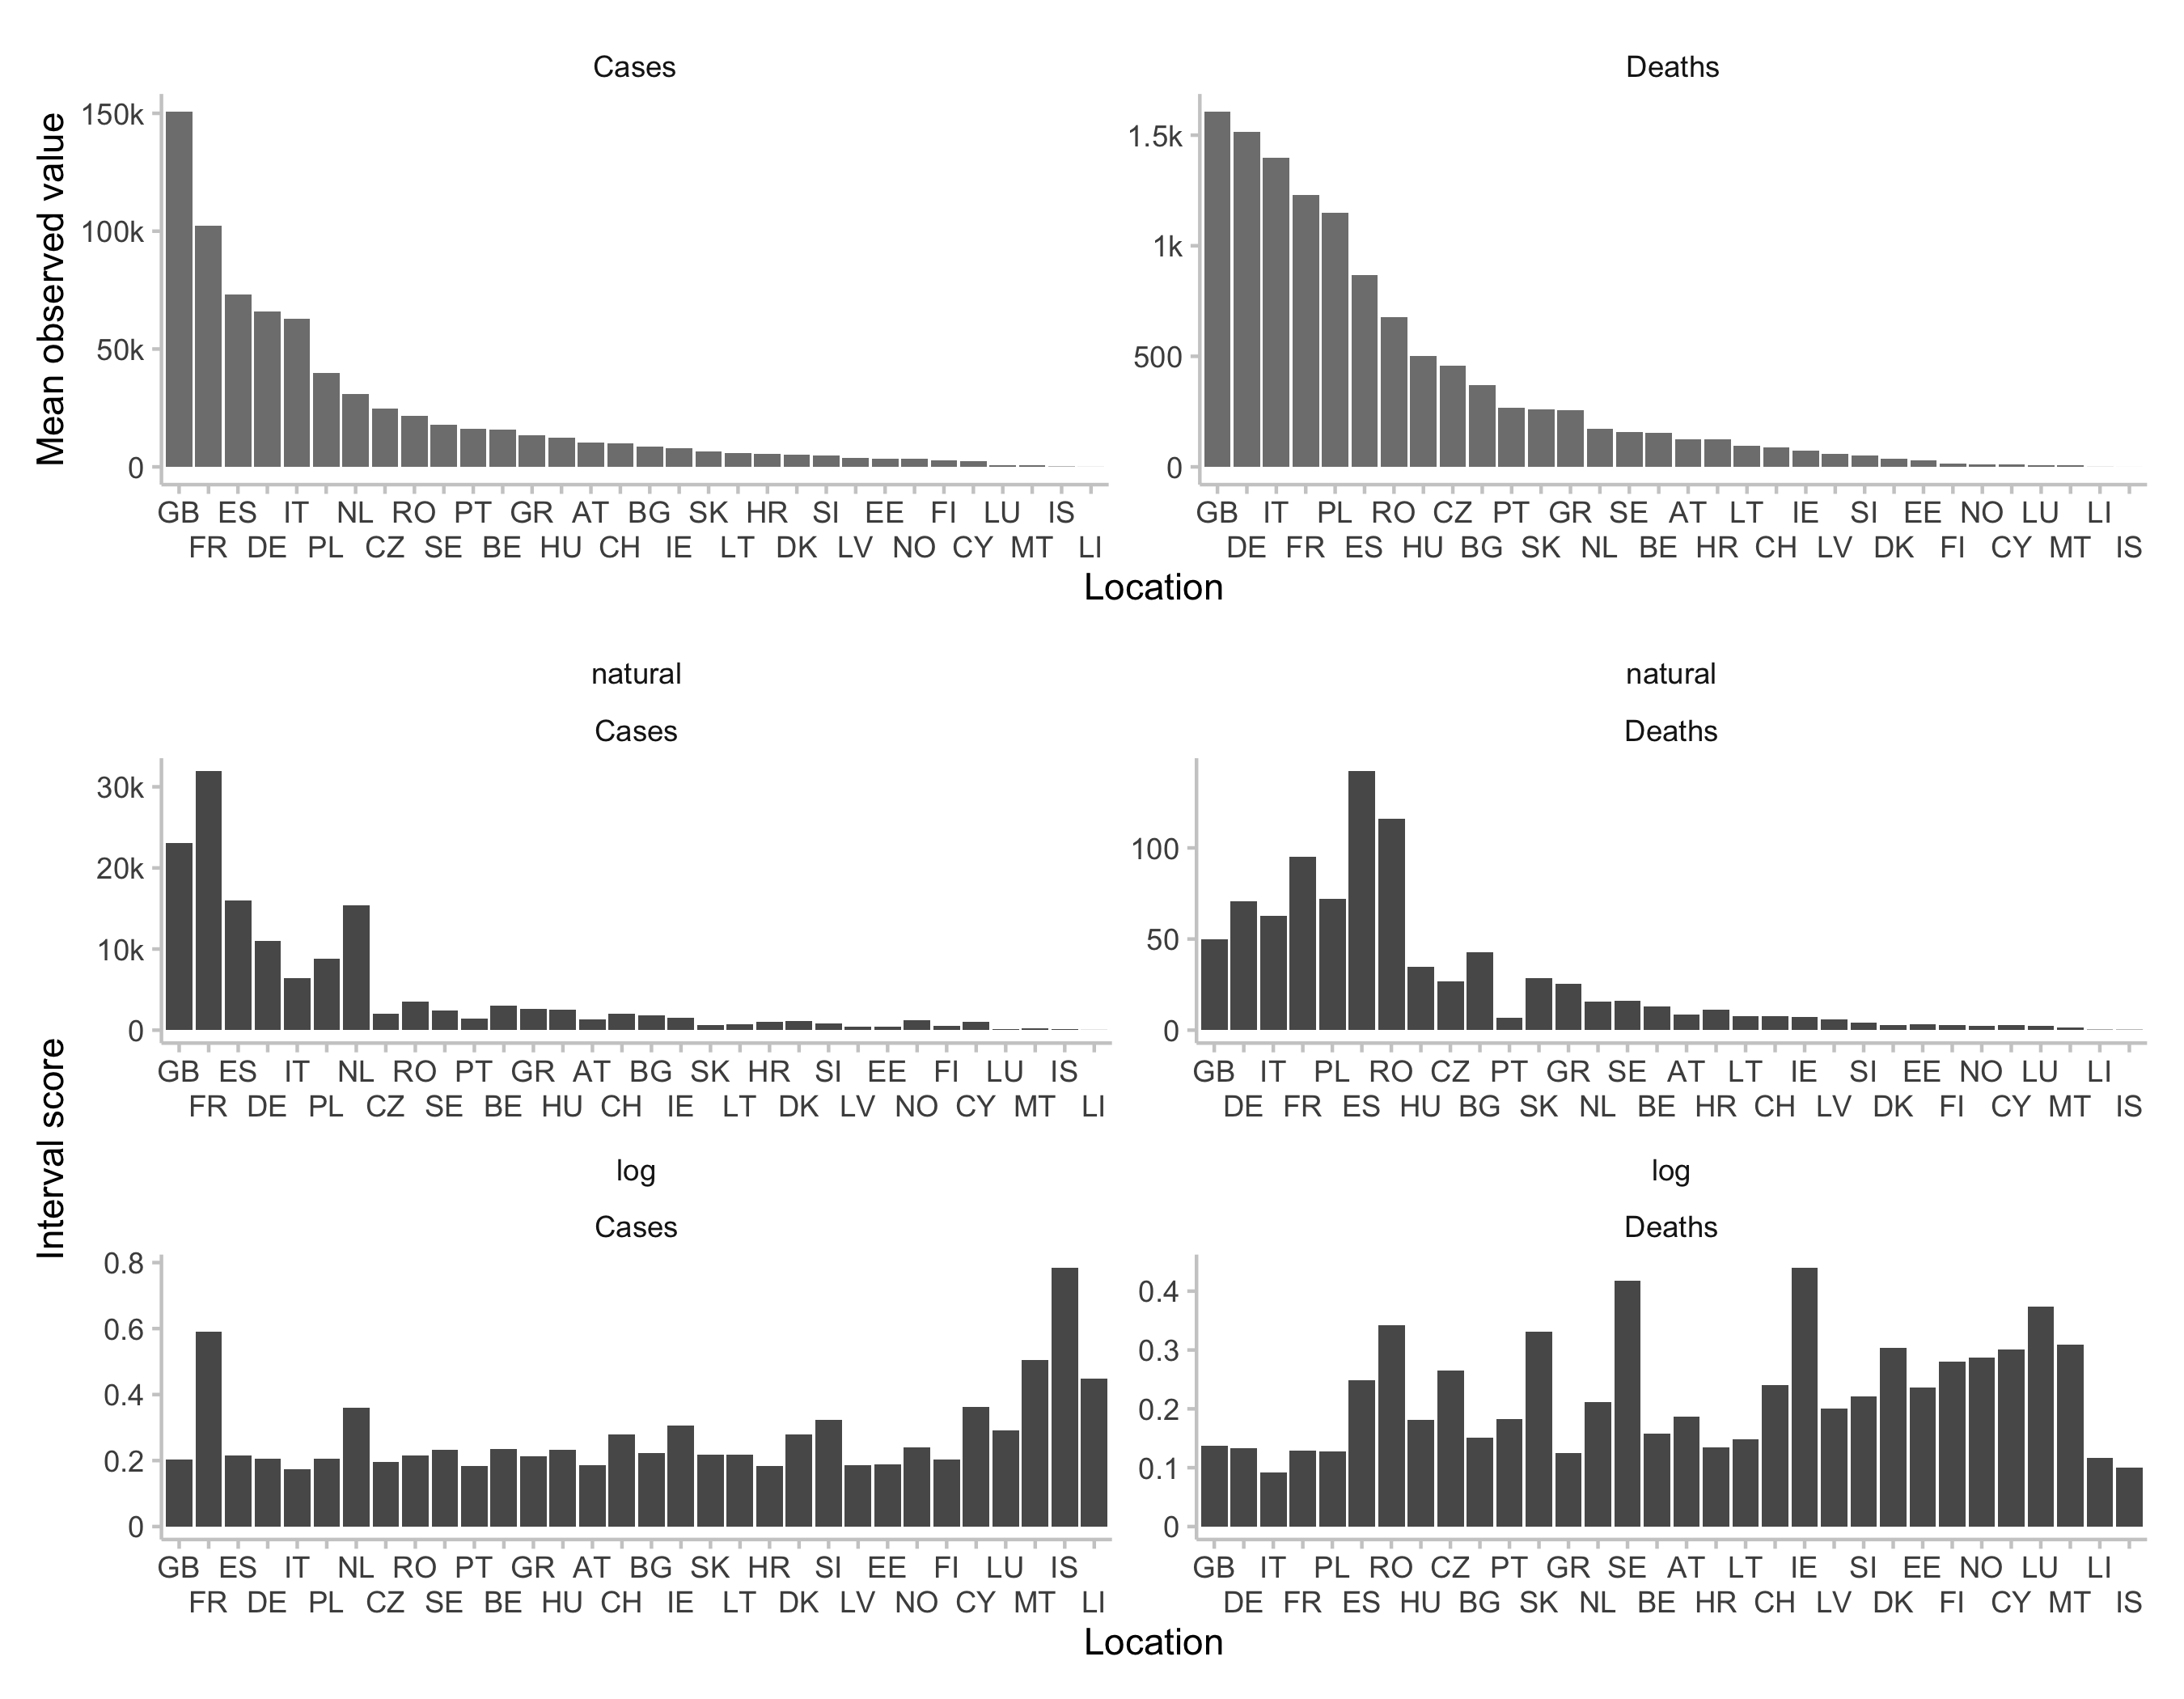 Cases
Deaths
Mean observed value
150k
100k
50k
0
1.5k
1k
500
0
GB ES IT NL RO PT GR AT BG SK HR SI EE FI LU IS
FR DE PL CZ SE BE HU CH IE LT DK LV NO CY MT LI
GB IT PL RO CZ PT GR SE AT LT IE SI EE NO LU LI
DE FR ES HU BG SK NL BE HR CH LV DK FI CY MT IS
Location
natural
natural
Cases
Deaths
Interval score
30k
20k
10k
0
100
50
0
GB ES IT NL RO PT GR AT BG SK HR SI EE FI LU IS
FR DE PL CZ SE BE HU CH IE LT DK LV NO CY MT LI
GB IT PL RO CZ PT GR SE AT LT IE SI EE NO LU LI
DE FR ES HU BG SK NL BE HR CH LV DK FI CY MT IS
log
log
Cases
Deaths
0.8
0.6
0.4
0.2
0
0.4
0.3
0.2
0.1
0
GB ES IT NL RO PT GR AT BG SK HR SI EE FI LU IS
FR DE PL CZ SE BE HU CH IE LT DK LV NO CY MT LI
GB IT PL RO CZ PT GR SE AT LT IE SI EE NO LU LI
DE FR ES HU BG SK NL BE HR CH LV DK FI CY MT IS
Location